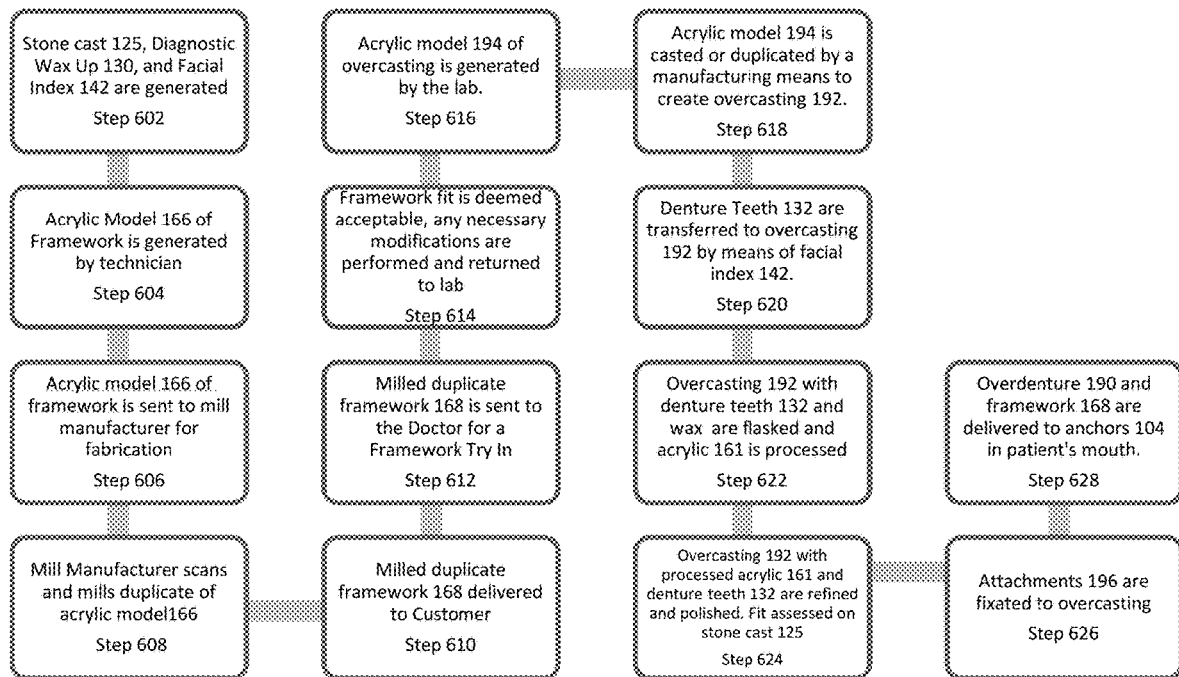 Stone cast 125, Diagnostic
Wax Up 130, and Facial
Index 142 are generated
Step 602
Acrylic Model 166 of
Framework is generated
by technician
Step 604
Acrylic model 166 of
framework is sent to mill
manufacturer for
fabrication
Step 606
Mill Manufacturer scans
and mills duplicate of
acrylic model166
Step 608
Milled duplicate
framework 168 delivered
to Customer
Step 610
Milled duplicate
framework 168 is sent to
the Doctor for a
Framework Try In
Step 612
Framework fit is deemed
acceptable, any necessary
modifications are
performed and returned
to lab
Step 614
Acrylic model 194 of
overcasting is generated
by the lab.
Step 616
Acrylic model 194 is
casted or duplicated by a
manufacturing means to
create overcasting 192.
Step 618
Denture Teeth 132 are
transferred to overcasting
192 by means of facial
index 142.
Step 620
Overcasting 192 with
denture teeth 132 and
wax are flasked and
acrylic 161 is processed
Step 622
Overcasting 192 with
processed acrylic 161 and
denture teeth 132 are refined
and polished. Fit assessed on
stone cast 125
Step 624
Attachments 196 are
fixated to overcasting
Step 626
Overdenture 190 and
framework 168 are
delivered to anchors 104
in patient's mouth.
Step 628